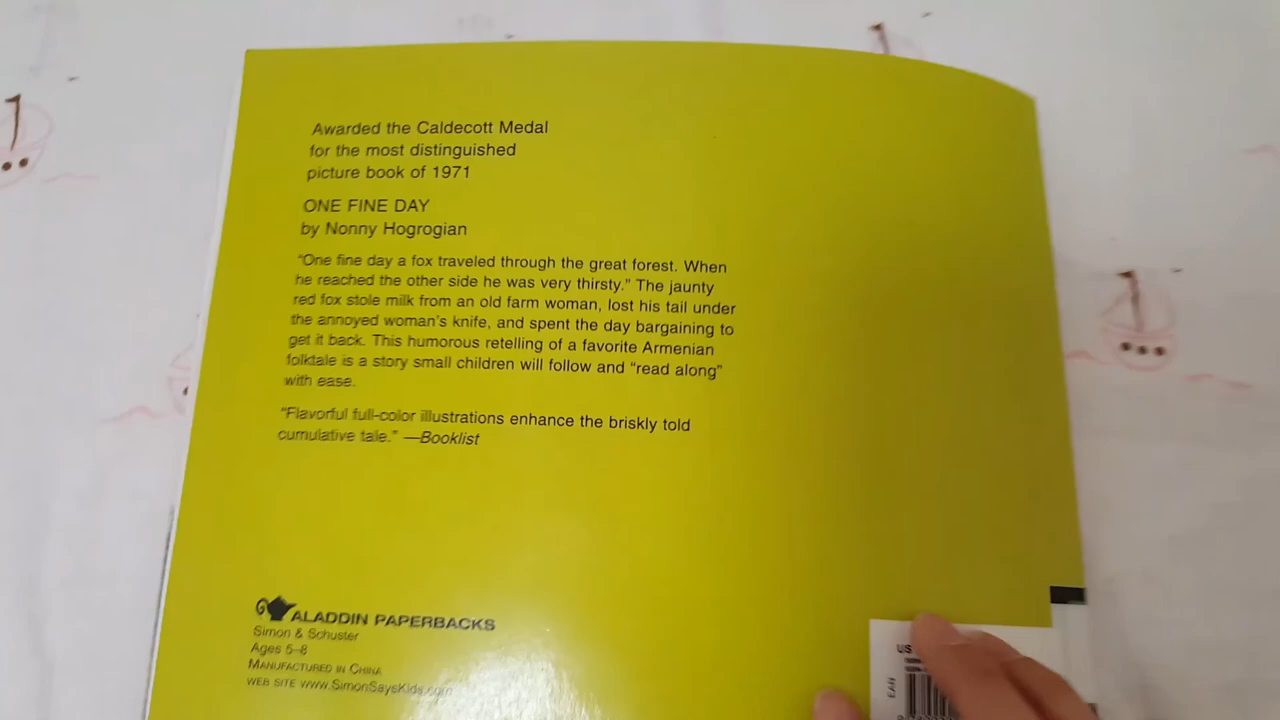 Awarded the Caldecott Medal
for the most distinguished
picture book of 1971
ONE FINE DAY
by Nonny Hogrogian
"One fine day a fox traveled through the great forest. When
he reached the other side he was very thirsty." The jaunty
red fox stole milk from an old farm woman, lost his tail under
the annoyed woman's knife, and spent the day bargaining to
get it back. This humorous retelling of a favorite Armenian
folktale is a story small children will follow and "read along"
with ease.
"Flavorful full-color illustrations enhance the briskly told
cumulative tale." —Booklist
ALADDIN PAPERBACKS
Simon & Schuster
Ages 5–8
MANUFACTURED IN CHINA
WEB SITE www.SimonSaysKids.com
US
EAN